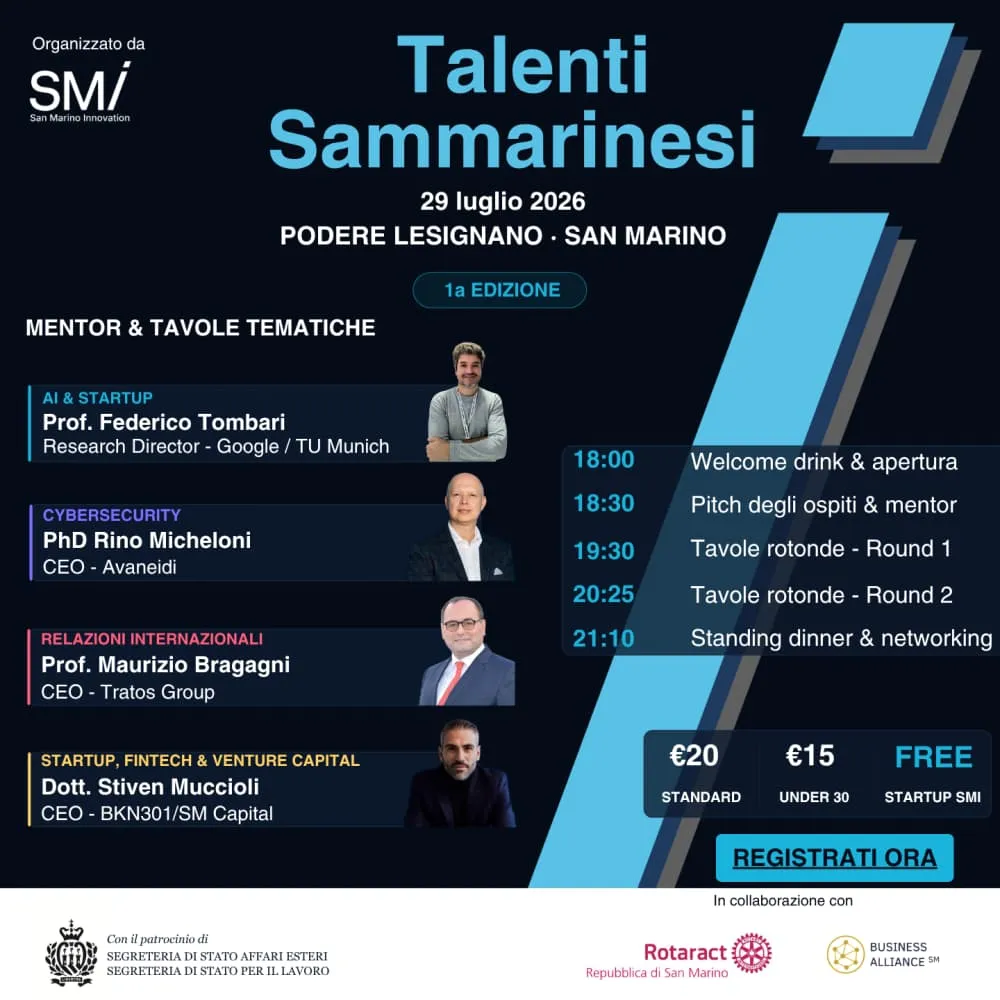 Organizzato da
SMi
San Marino Innovation
Talenti
Sammarinesi
29 luglio 2026
PODERE LESIGNANO · SAN MARINO
1a EDIZIONE
MENTOR & TAVOLE TEMATICHE
AI & STARTUP
Prof. Federico Tombari
Research Director - Google / TU Munich
CYBERSECURITY
PhD Rino Micheloni
CEO - Avaneidi
RELAZIONI INTERNAZIONALI
Prof. Maurizio Bragagni
CEO - Tratos Group
STARTUP, FINTECH & VENTURE CAPITAL
Dott. Stiven Muccioli
CEO - BKN301/SM Capital
18:00 Welcome drink & apertura
18:30 Pitch degli ospiti & mentor
19:30 Tavole rotonde - Round 1
20:25 Tavole rotonde - Round 2
21:10 Standing dinner & networking
€20 €15 FREE
STANDARD UNDER 30 STARTUP SMI
REGISTRATI ORA
In collaborazione con
Con il patrocinio di
SEGRETERIA DI STATO AFFARI ESTERI
SEGRETERIA DI STATO PER IL LAVORO
Rotaract
Repubblica di San Marino
BUSINESS
ALLIANCE SM